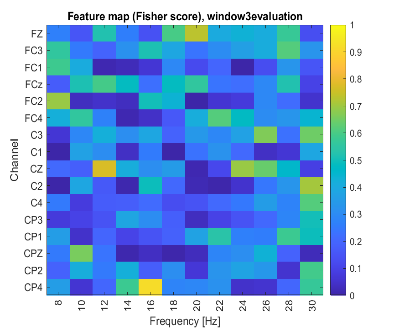 Feature map (Fisher score), window3evaluation
Channel
FZ
FC3
FC1
FCz
FC2
FC4
C3
C1
CZ
C2
C4
CP3
CP1
CPZ
CP2
CP4
8 10 12 14 16 18 20 22 24 26 28 30
Frequency [Hz]
1
0.9
0.8
0.7
0.6
0.5
0.4
0.3
0.2
0.1
0